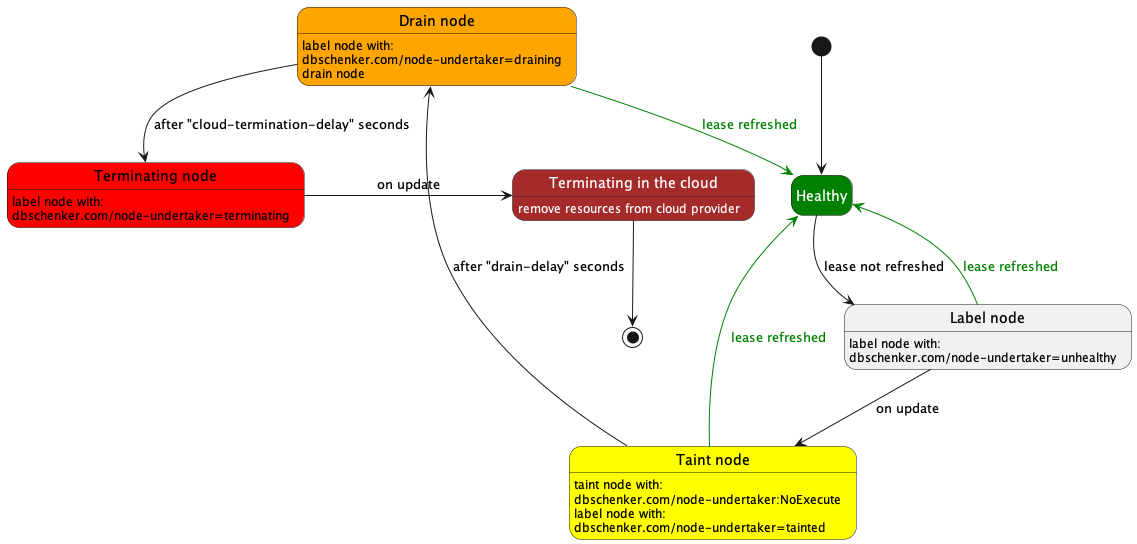 Drain node
label node with:
dbschenker.com/node-undertaker=draining
drain node
after "cloud-termination-delay" seconds
lease refreshed
Terminating node
label node with:
dbschenker.com/node-undertaker=terminating
on update
Terminating in the cloud
remove resources from cloud provider
Healthy
after "drain-delay" seconds
lease not refreshed
lease refreshed
Label node
label node with:
dbschenker.com/node-undertaker=unhealthy
lease refreshed
on update
Taint node
taint node with:
dbschenker.com/node-undertaker:NoExecute
label node with:
dbschenker.com/node-undertaker=tainted